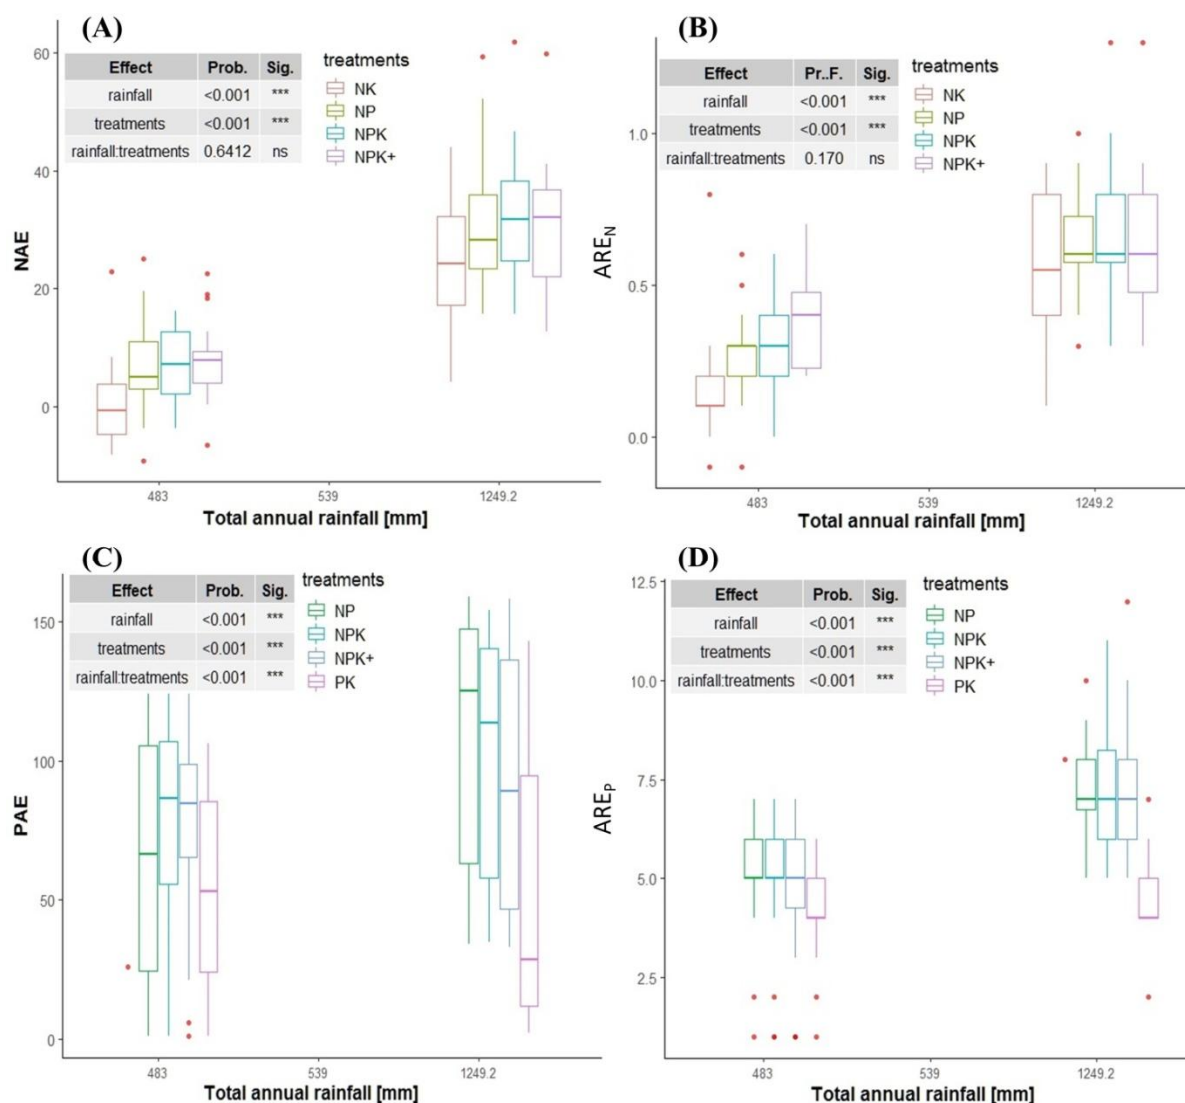 (A)
NAE
60
40
20
0
Effect Prob. Sig.
rainfall <0.001 ***
treatments <0.001 ***
rainfall:treatments 0.6412 ns
treatments
NK
NP
NPK
NPK+
483 539 1249.2
Total annual rainfall [mm]
(B)
ARE_N
1.0
0.5
0.0
Effect Pr..F. Sig.
rainfall <0.001 ***
treatments <0.001 ***
rainfall:treatments 0.170 ns
treatments
NK
NP
NPK
NPK+
483 539 1249.2
Total annual rainfall [mm]
(C)
PAE
150
100
50
0
Effect Prob. Sig.
rainfall <0.001 ***
treatments <0.001 ***
rainfall:treatments <0.001 ***
treatments
NP
NPK
NPK+
PK
483 539 1249.2
Total annual rainfall [mm]
(D)
ARE_P
12.5
10.0
7.5
5.0
2.5
Effect Prob. Sig.
rainfall <0.001 ***
treatments <0.001 ***
rainfall:treatments <0.001 ***
treatments
NP
NPK
NPK+
PK
483 539 1249.2
Total annual rainfall [mm]